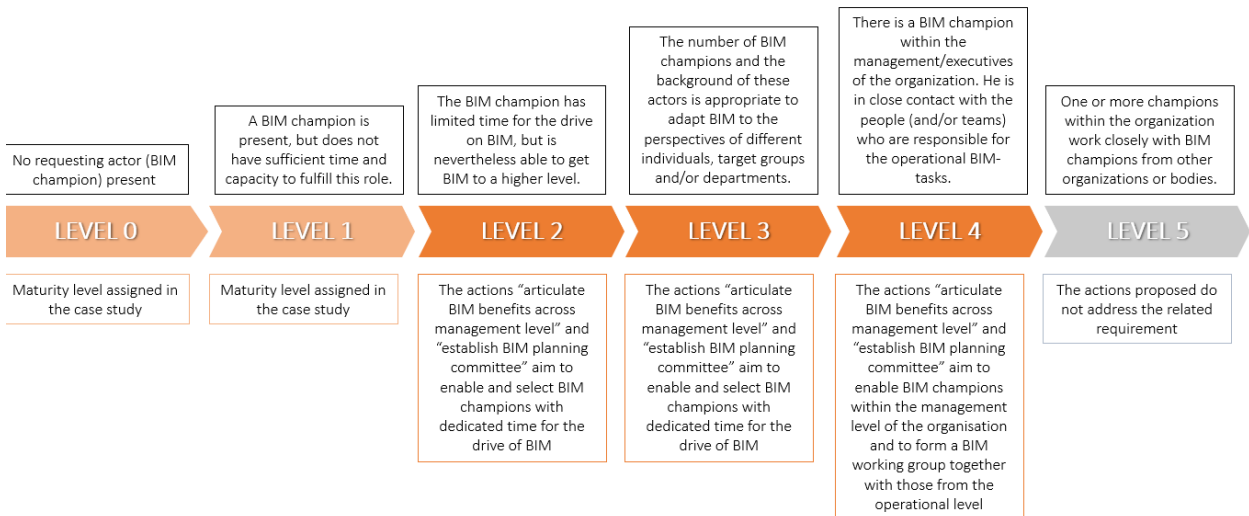 No requesting actor (BIM
champion) present
A BIM champion is
present, but does not
have sufficient time and
capacity to fulfill this role.
The BIM champion has
limited time for the drive
on BIM, but is
nevertheless able to get
BIM to a higher level.
The number of BIM
champions and the
background of these
actors is appropriate to
adapt BIM to the
perspectives of different
individuals, target groups
and/or departments.
There is a BIM champion
within the
management/executives
of the organization. He is
in close contact with the
people (and/or teams)
who are responsible for
the operational BIM-
tasks.
One or more champions
within the organization
work closely with BIM
champions from other
organizations or bodies.
LEVEL 0
LEVEL 1
LEVEL 2
LEVEL 3
LEVEL 4
LEVEL 5
Maturity level assigned in
the case study
Maturity level assigned in
the case study
The actions “articulate
BIM benefits across
management level” and
“establish BIM planning
committee” aim to
enable and select BIM
champions with
dedicated time for the
drive of BIM
The actions “articulate
BIM benefits across
management level” and
“establish BIM planning
committee” aim to
enable and select BIM
champions with
dedicated time for the
drive of BIM
The actions “articulate
BIM benefits across
management level” and
“establish BIM planning
committee” aim to
enable BIM champions
within the management
level of the organisation
and to form a BIM
working group together
with those from the
operational level
The actions proposed do
not address the related
requirement